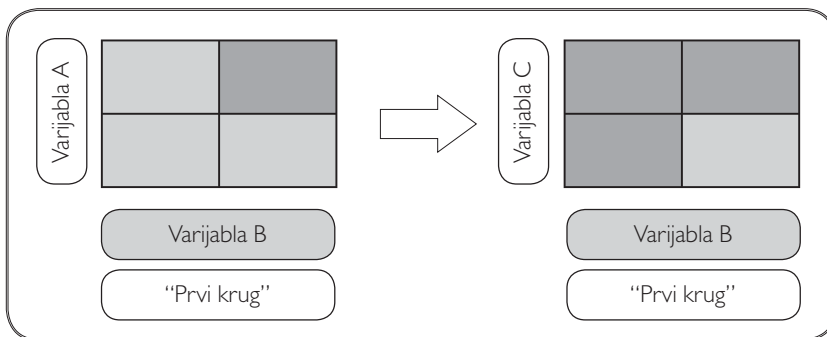 Varijabla A
Varijabla B
“Prvi krug”
Varijabla C
Varijabla B
“Prvi krug”